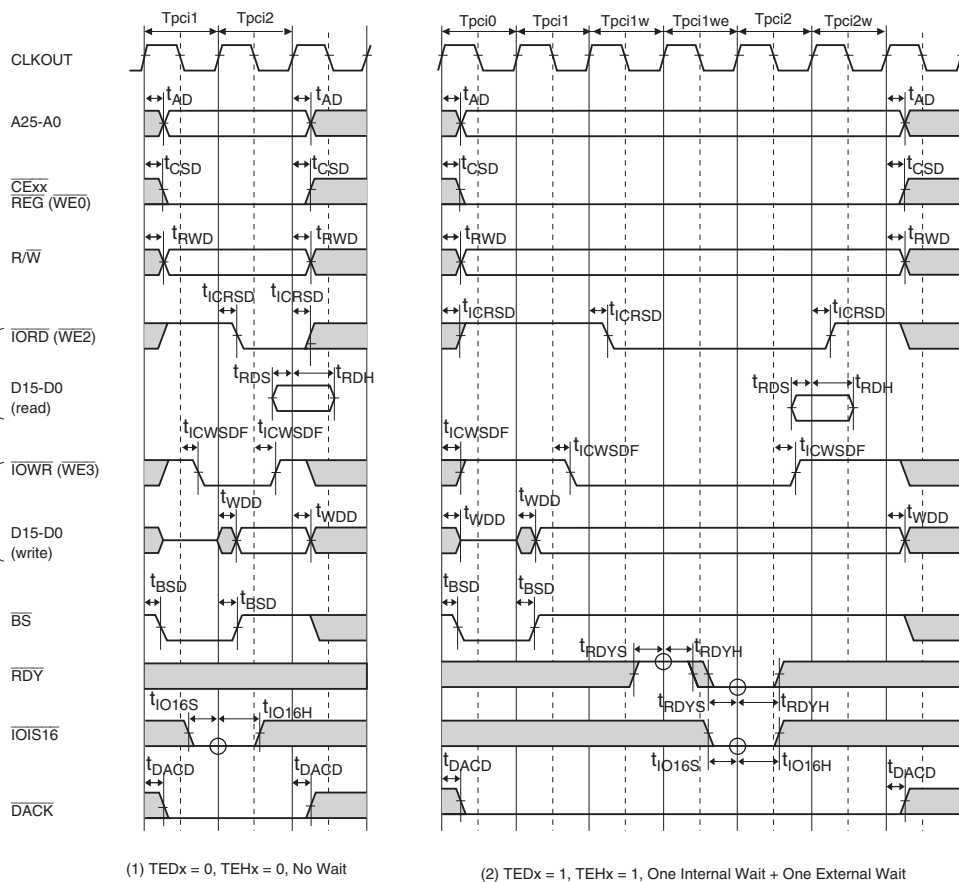 Tpci1 Tpci2 Tpci0 Tpci1 Tpci1w Tpci1we Tpci2 Tpci2w
CLKOUT
tAD tAD tAD tAD
A25-A0
tCSD tCSD tCSD tCSD
CExx
REG (WE0)
tRWD tRWD tRWD tRWD
R/W
tICRSD tICRSD tICRSD tICRSD tICRSD
IORD (WE2)
D15-D0
(read)
tRDS tRDH tRDS tRDH
tICWSDF tICWSDF tICWSDF tICWSDF tICWSDF
IOWR (WE3)
tWDD tWDD tWDD tWDD tWDD
D15-D0
(write)
tBSD tBSD tBSD tBSD
BS
tRDYS tRDYH
RDY
tRDYS tRDYH
tIO16S tIO16H
IOIS16
tIO16S tIO16H
tDACD tDACD tDACD tDACD
DACK
(1) TEDx = 0, TEHx = 0, No Wait
(2) TEDx = 1, TEHx = 1, One Internal Wait + One External Wait